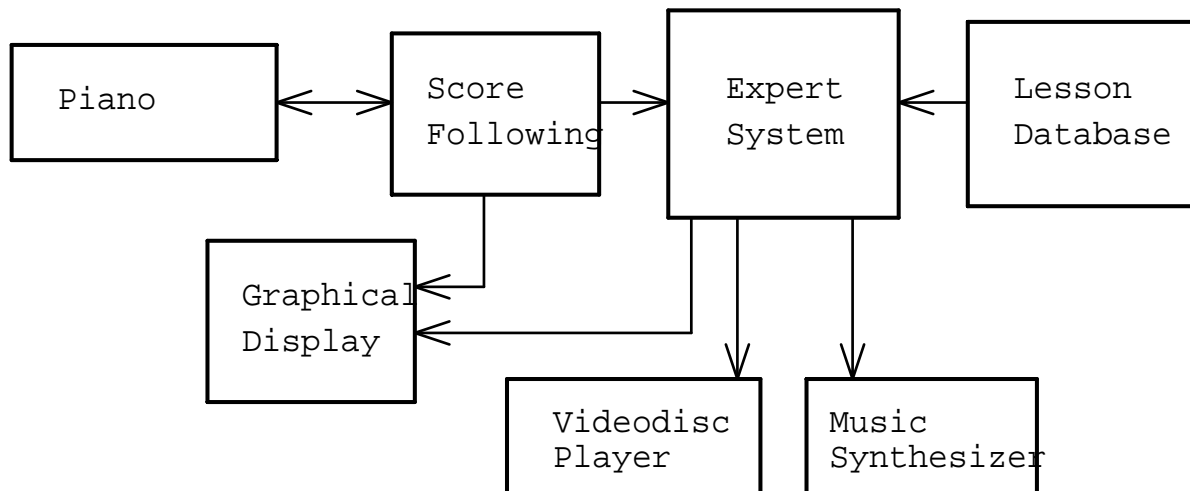 Piano
Score
Following
Expert
System
Lesson
Database
Graphical
Display
Videodisc
Player
Music
Synthesizer